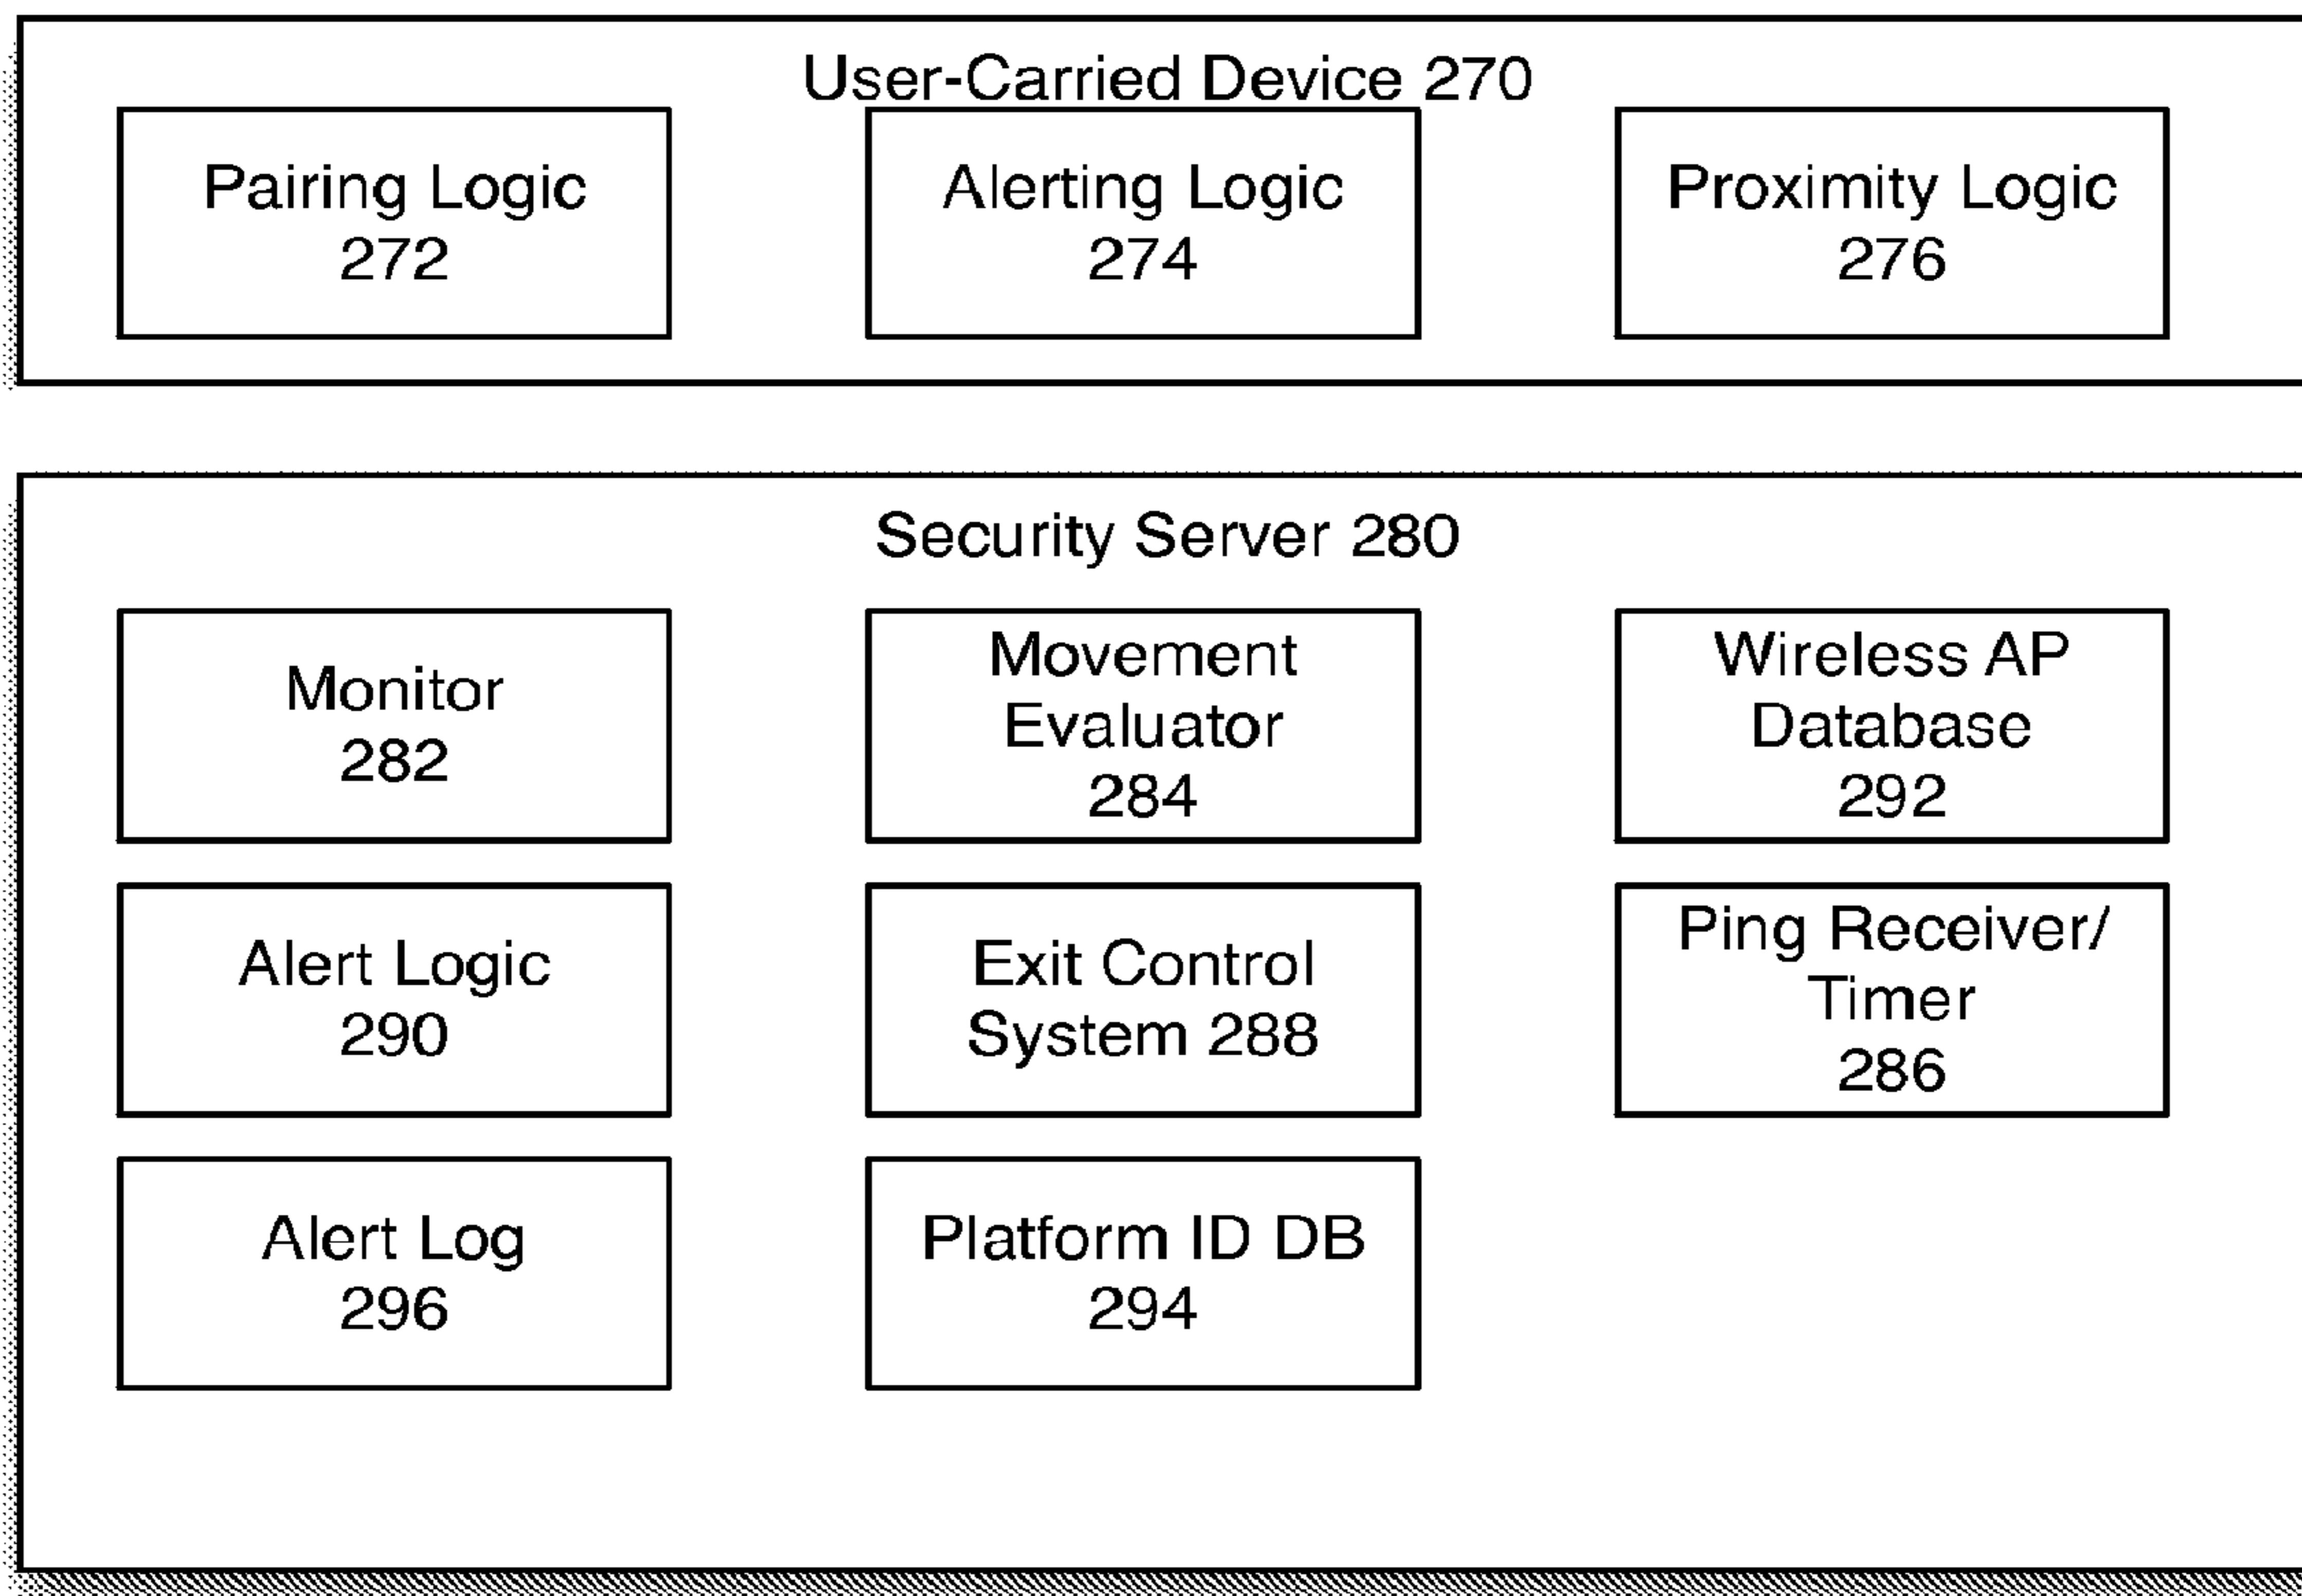 User-Carried Device 270
Pairing Logic
272
Alerting Logic
274
Proximity Logic
276
Security Server 280
Monitor
282
Movement
Evaluator
284
Wireless AP
Database
292
Alert Logic
290
Exit Control
System 288
Ping Receiver/
Timer
286
Alert Log
296
Platform ID DB
294